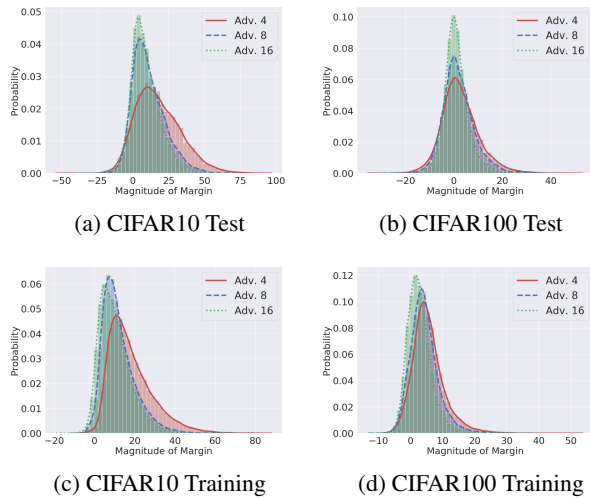 0.05
0.04
0.03
0.02
0.01
0.00
Probability
−50 −25 0 25 50 75 100
Magnitude of Margin
Adv. 4
Adv. 8
Adv. 16
(a) CIFAR10 Test
0.10
0.08
0.06
0.04
0.02
0.00
Probability
−20 0 20 40
Magnitude of Margin
Adv. 4
Adv. 8
Adv. 16
(b) CIFAR100 Test
0.06
0.05
0.04
0.03
0.02
0.01
0.00
Probability
−20 0 20 40 60 80
Magnitude of Margin
Adv. 4
Adv. 8
Adv. 16
(c) CIFAR10 Training
0.12
0.10
0.08
0.06
0.04
0.02
0.00
Probability
−10 0 10 20 30 40 50
Magnitude of Margin
Adv. 4
Adv. 8
Adv. 16
(d) CIFAR100 Training